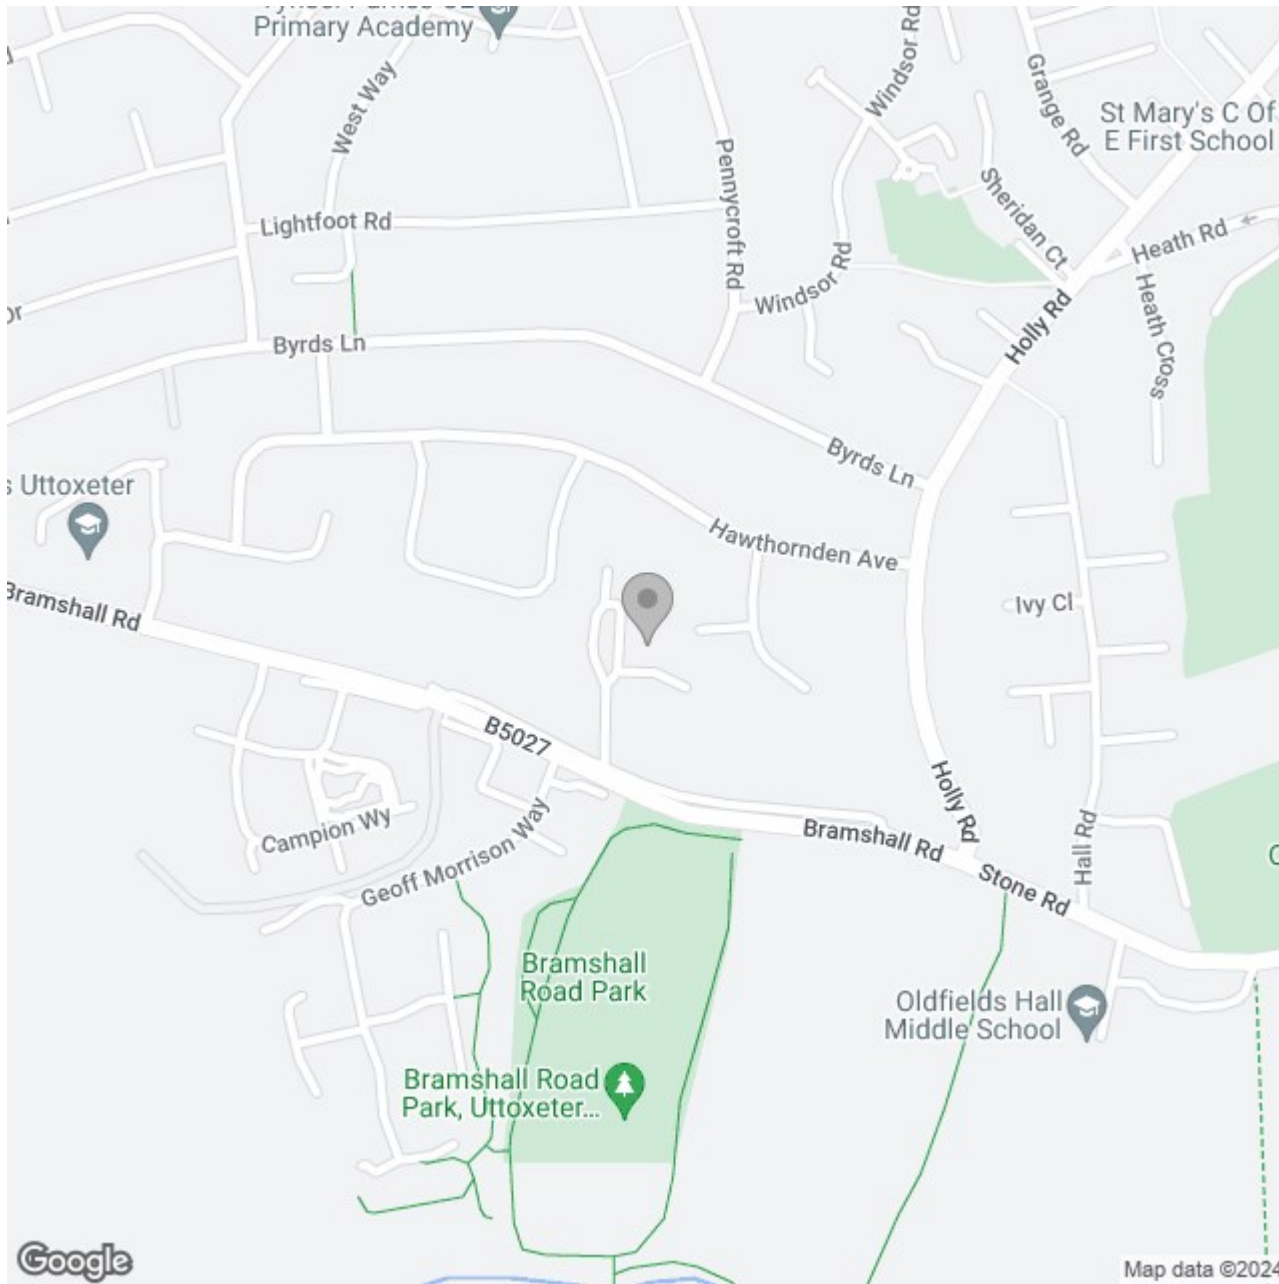 Primary Academy
West Way
Windsor Rd
Grange Rd
St Mary's C Of
E First School
Pennycroft Rd
Sheridan Ct
Lightfoot Rd
Heath Rd
Windsor Rd
Holly Rd
Heath Cross
or
Byrds Ln
Byrds Ln
s Uttoxeter
Hawthornden Ave
Bramshall Rd
Ivy Cl
B5027
Holly Rd
Campion Wy
Geoff Morrison Way
Bramshall Rd
Hall Rd
Stone Rd
Bramshall
Road Park
Oldfields Hall
Middle School
Bramshall Road
Park, Uttoxeter...
Google
Map data ©2024